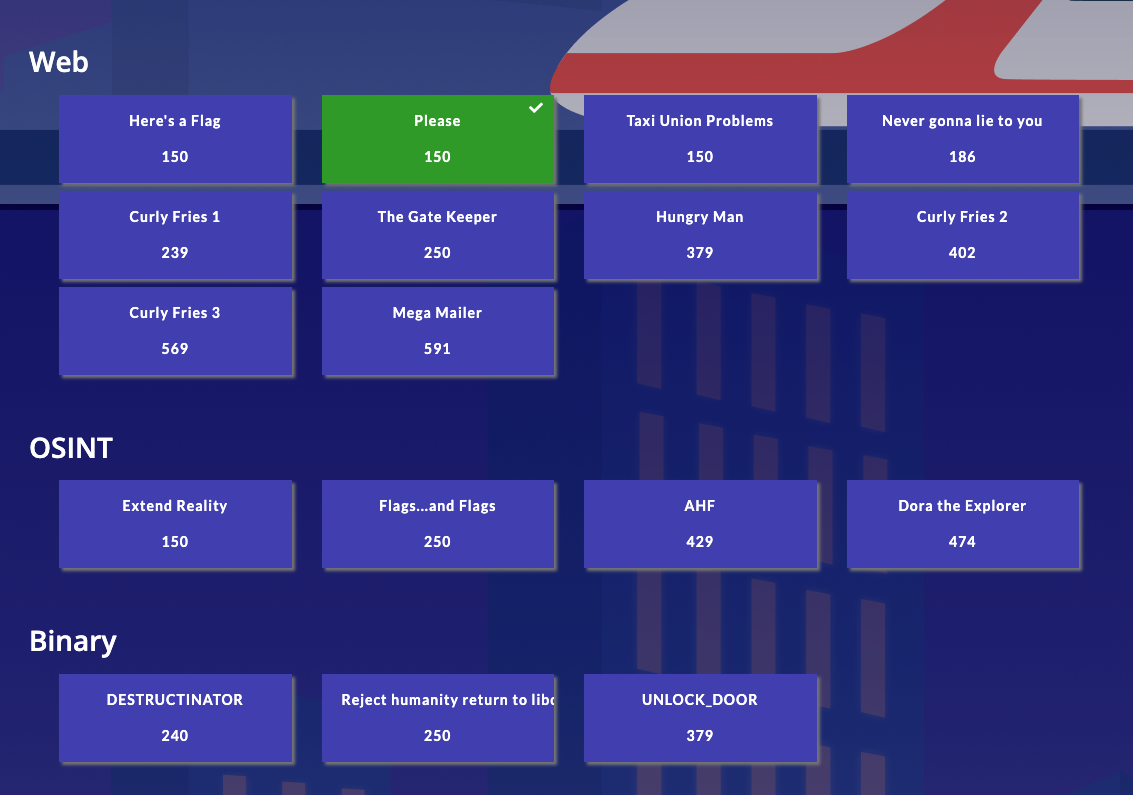 Web
Here's a Flag
150
Please
150
Taxi Union Problems
150
Never gonna lie to you
186
Curly Fries 1
239
The Gate Keeper
250
Hungry Man
379
Curly Fries 2
402
Curly Fries 3
569
Mega Mailer
591
OSINT
Extend Reality
150
Flags...and Flags
250
AHF
429
Dora the Explorer
474
Binary
DESTRUCTINATOR
240
Reject humanity return to libc
250
UNLOCK_DOOR
379